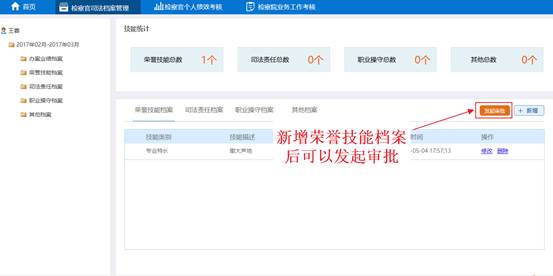 首页 检察官司法档案管理 检察官个人绩效考核 检察院业务工作考核
王蓉
2017年02月-2017年03月
办案业绩档案
荣誉技能档案
司法责任档案
职业操守档案
其他档案
技能统计
荣誉技能总数 1个 司法责任总数 0个 职业操守总数 0个 其他总数 0个
荣誉技能档案 司法责任档案 职业操守档案 其他档案 发起审批 + 新增
技能类别 技能描述 时间 操作
专业特长 -05-04 17:57:13 修改 删除
新增荣誉技能档案
后可以发起审批